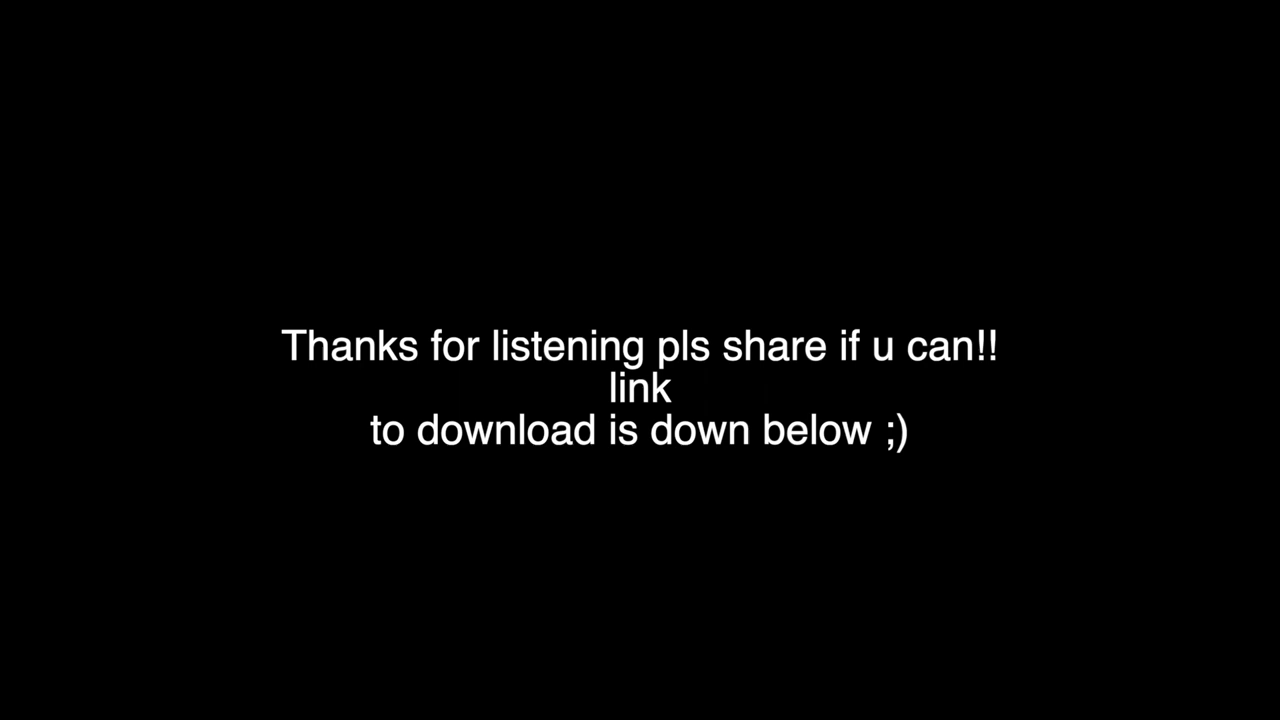 Thanks for listening pls share if u can!!
link
to download is down below ;)